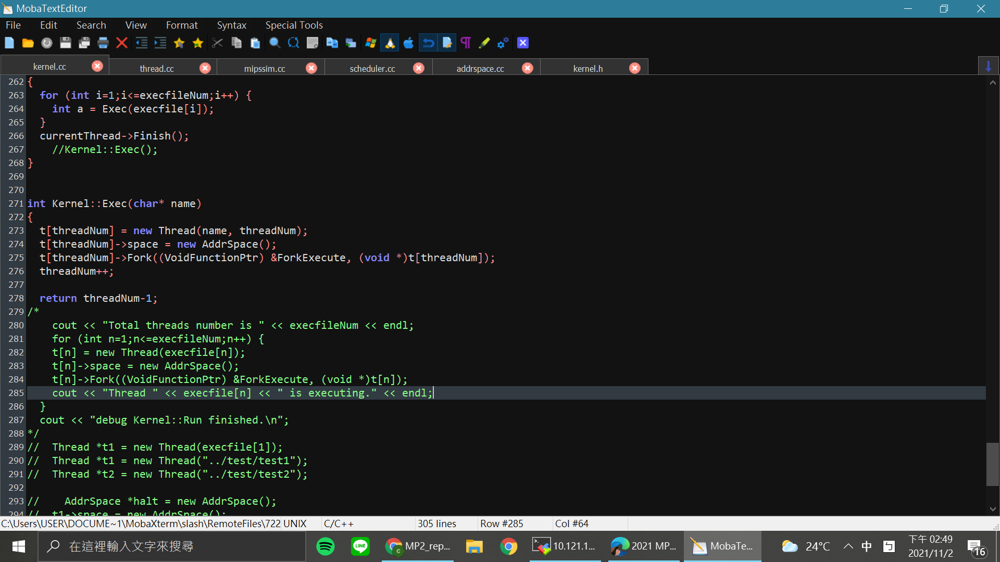 MobaTextEditor
File Edit Search View Format Syntax Special Tools
kernel.cc thread.cc mipssim.cc scheduler.cc addrspace.cc kernel.h
262 {
263   for (int i=1;i<=execfileNum;i++) {
264     int a = Exec(execfile[i]);
265   }
266   currentThread->Finish();
267     //Kernel::Exec();
268 }
269
270
271 int Kernel::Exec(char* name)
272 {
273   t[threadNum] = new Thread(name, threadNum);
274   t[threadNum]->space = new AddrSpace();
275   t[threadNum]->Fork((VoidFunctionPtr) &ForkExecute, (void *)t[threadNum]);
276   threadNum++;
277
278   return threadNum-1;
279 /*
280     cout << "Total threads number is " << execfileNum << endl;
281     for (int n=1;n<=execfileNum;n++) {
282     t[n] = new Thread(execfile[n]);
283     t[n]->space = new AddrSpace();
284     t[n]->Fork((VoidFunctionPtr) &ForkExecute, (void *)t[n]);
285     cout << "Thread " << execfile[n] << " is executing." << endl;
286   }
287   cout << "debug Kernel::Run finished.\n";
288 */
289 //  Thread *t1 = new Thread(execfile[1]);
290 //  Thread *t1 = new Thread("../test/test1");
291 //  Thread *t2 = new Thread("../test/test2");
292
293 //    AddrSpace *halt = new AddrSpace();
294 //  t1->space = new AddrSpace();
C:\Users\USER\DOCUME~1\MobaXterm\slash\RemoteFiles\722 UNIX C/C++ 305 lines Row #285 Col #64
在這裡輸入文字來搜尋 LINE C MP2_rep... 10.121.1... 2021 MP... MobaTe... 24°C 中 ㄅ 下午 02:49
2021/11/2 16